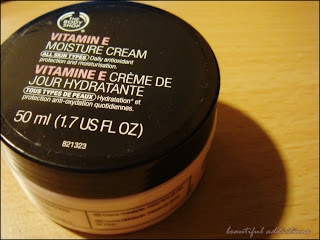 THE
BODY
SHOP
VITAMIN E
MOISTURE CREAM
ALL SKIN TYPES Daily antioxidant
protection and moisturisation.
VITAMINE E CRÈME DE
JOUR HYDRATANTE
TOUS TYPES DE PEAUX Hydratation* et
protection anti-oxydation quotidiennes.
50 ml (1.7 US FL OZ)
821323
beautiful addictions